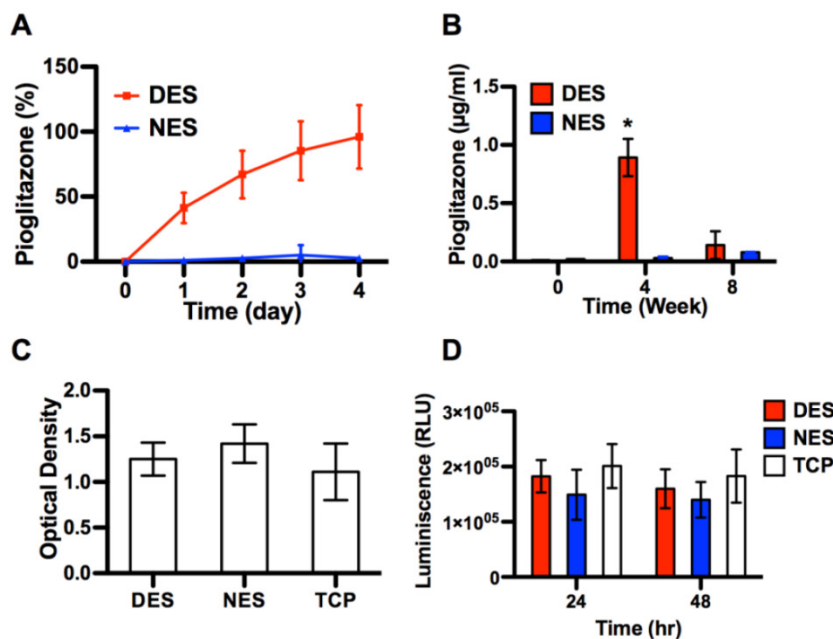 A
150
100
50
0
Pioglitazone (%)
DES
NES
0 1 2 3 4
Time (day)
B
1.5
1.0
0.5
0.0
Pioglitazone (µg/ml)
DES
NES
*
0 4 8
Time (Week)
C
2.0
1.5
1.0
0.5
0.0
Optical Density
DES NES TCP
D
3×10⁰⁵
2×10⁰⁵
1×10⁰⁵
0
Luminiscence (RLU)
DES
NES
TCP
24 48
Time (hr)